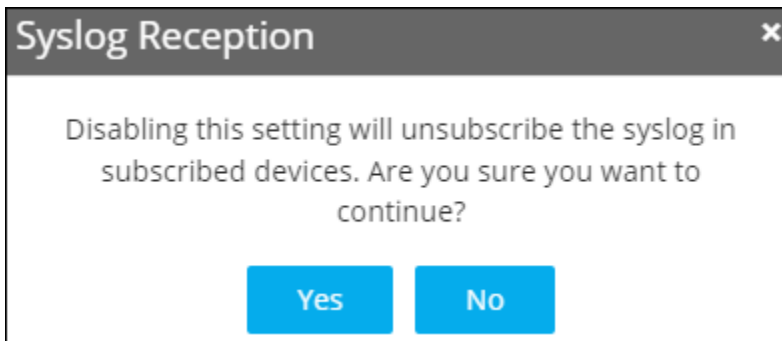 Syslog Reception ×
Disabling this setting will unsubscribe the syslog in
subscribed devices. Are you sure you want to
continue?
Yes No